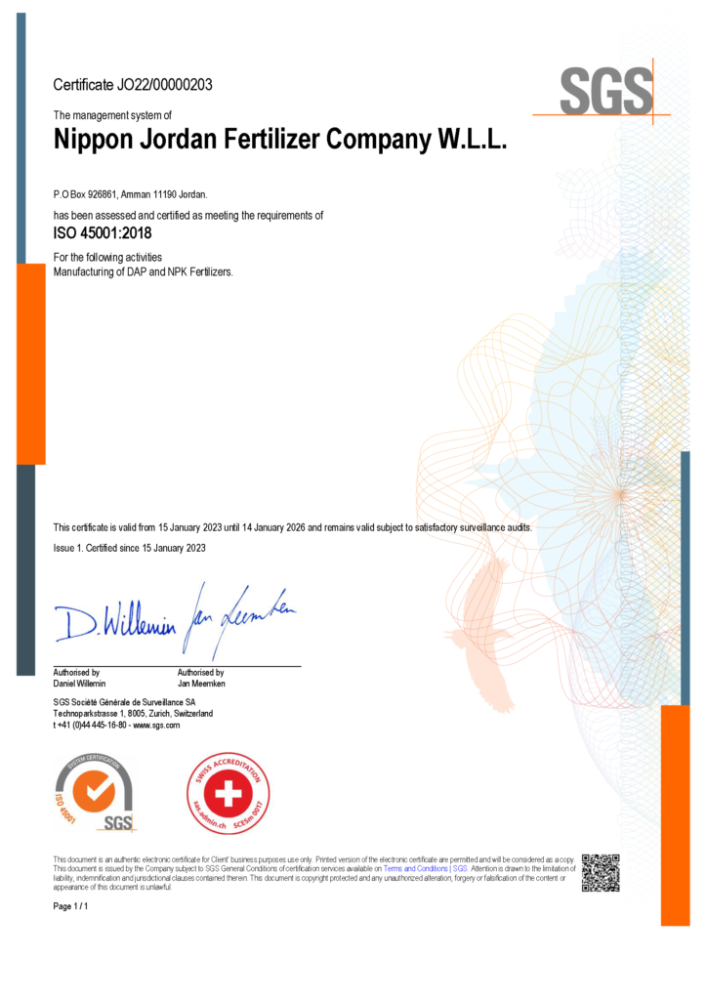 SGS
Certificate JO22/00000203
The management system of
Nippon Jordan Fertilizer Company W.L.L.
P.O Box 926861, Amman 11190 Jordan.
has been assessed and certified as meeting the requirements of
ISO 45001:2018
For the following activities
Manufacturing of DAP and NPK Fertilizers.
This certificate is valid from 15 January 2023 until 14 January 2026 and remains valid subject to satisfactory surveillance audits.
Issue 1. Certified since 15 January 2023
D. Willemin Jan Meemken
Authorised by
Daniel Willemin
Authorised by
Jan Meemken
SGS Société Générale de Surveillance SA
Technoparkstrasse 1, 8005, Zurich, Switzerland
t +41 (0)44 445-16-80 - www.sgs.com
SYSTEM CERTIFICATION
ISO 45001
SGS
SWISS ACCREDITATION
sas.admin.ch SCESm 0017
This document is an authentic electronic certificate for Client' business purposes use only. Printed version of the electronic certificate are permitted and will be considered as a copy.
This document is issued by the Company subject to SGS General Conditions of certification services available on Terms and Conditions | SGS. Attention is drawn to the limitation of
liability, indemnification and jurisdictional clauses contained therein. This document is copyright protected and any unauthorized alteration, forgery or falsification of the content or
appearance of this document is unlawful.
Page 1 / 1